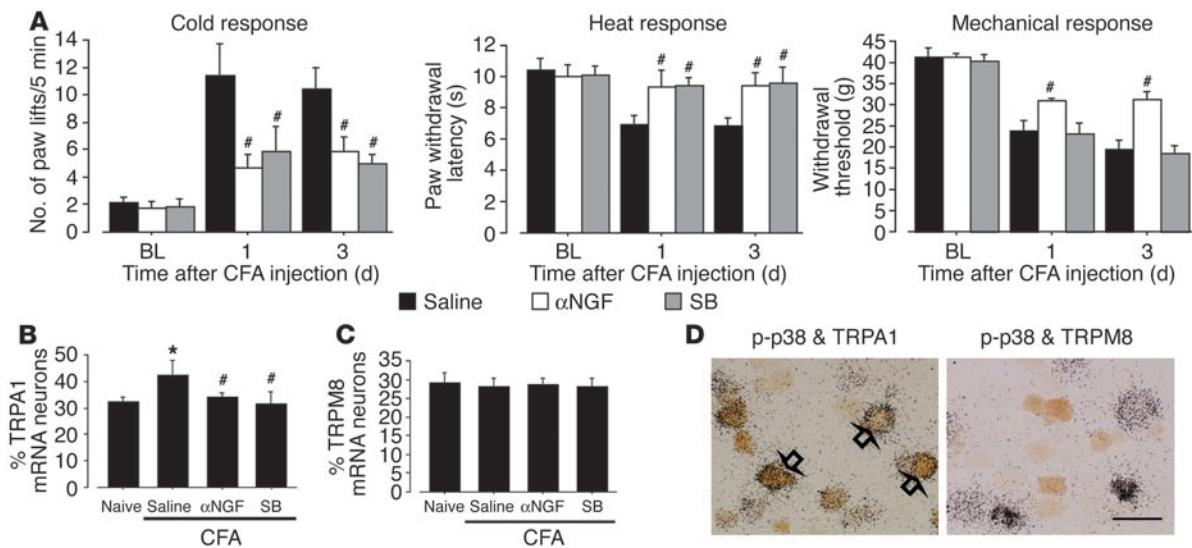 A
Cold response
No. of paw lifts/5 min
14
12
10
8
6
4
2
0
# # # #
BL 1 3
Time after CFA injection (d)
Heat response
Paw withdrawal
latency (s)
12
10
8
6
4
2
0
# # # #
BL 1 3
Time after CFA injection (d)
Mechanical response
Withdrawal
threshold (g)
45
40
35
30
25
20
15
10
5
0
# #
BL 1 3
Time after CFA injection (d)
Saline αNGF SB
B
% TRPA1
mRNA neurons
50
40
30
20
10
0
* # #
Naive Saline αNGF SB
CFA
C
% TRPM8
mRNA neurons
35
30
25
20
15
10
5
0
Naive Saline αNGF SB
CFA
D
p-p38 & TRPA1 p-p38 & TRPM8